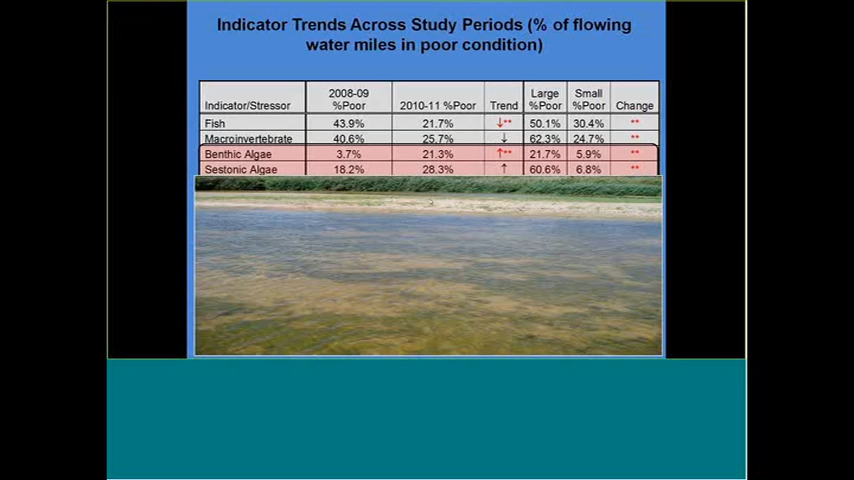 Indicator Trends Across Study Periods (% of flowing
water miles in poor condition)
Indicator/Stressor 2008-09 %Poor 2010-11 %Poor Trend Large %Poor Small %Poor Change
Fish 43.9% 21.7% ↓** 50.1% 30.4% **
Macroinvertebrate 40.6% 25.7% ↓ 62.3% 24.7% **
Benthic Algae 3.7% 21.3% ↑** 21.7% 5.9% **
Sestonic Algae 18.2% 28.3% ↑ 60.6% 6.8% **